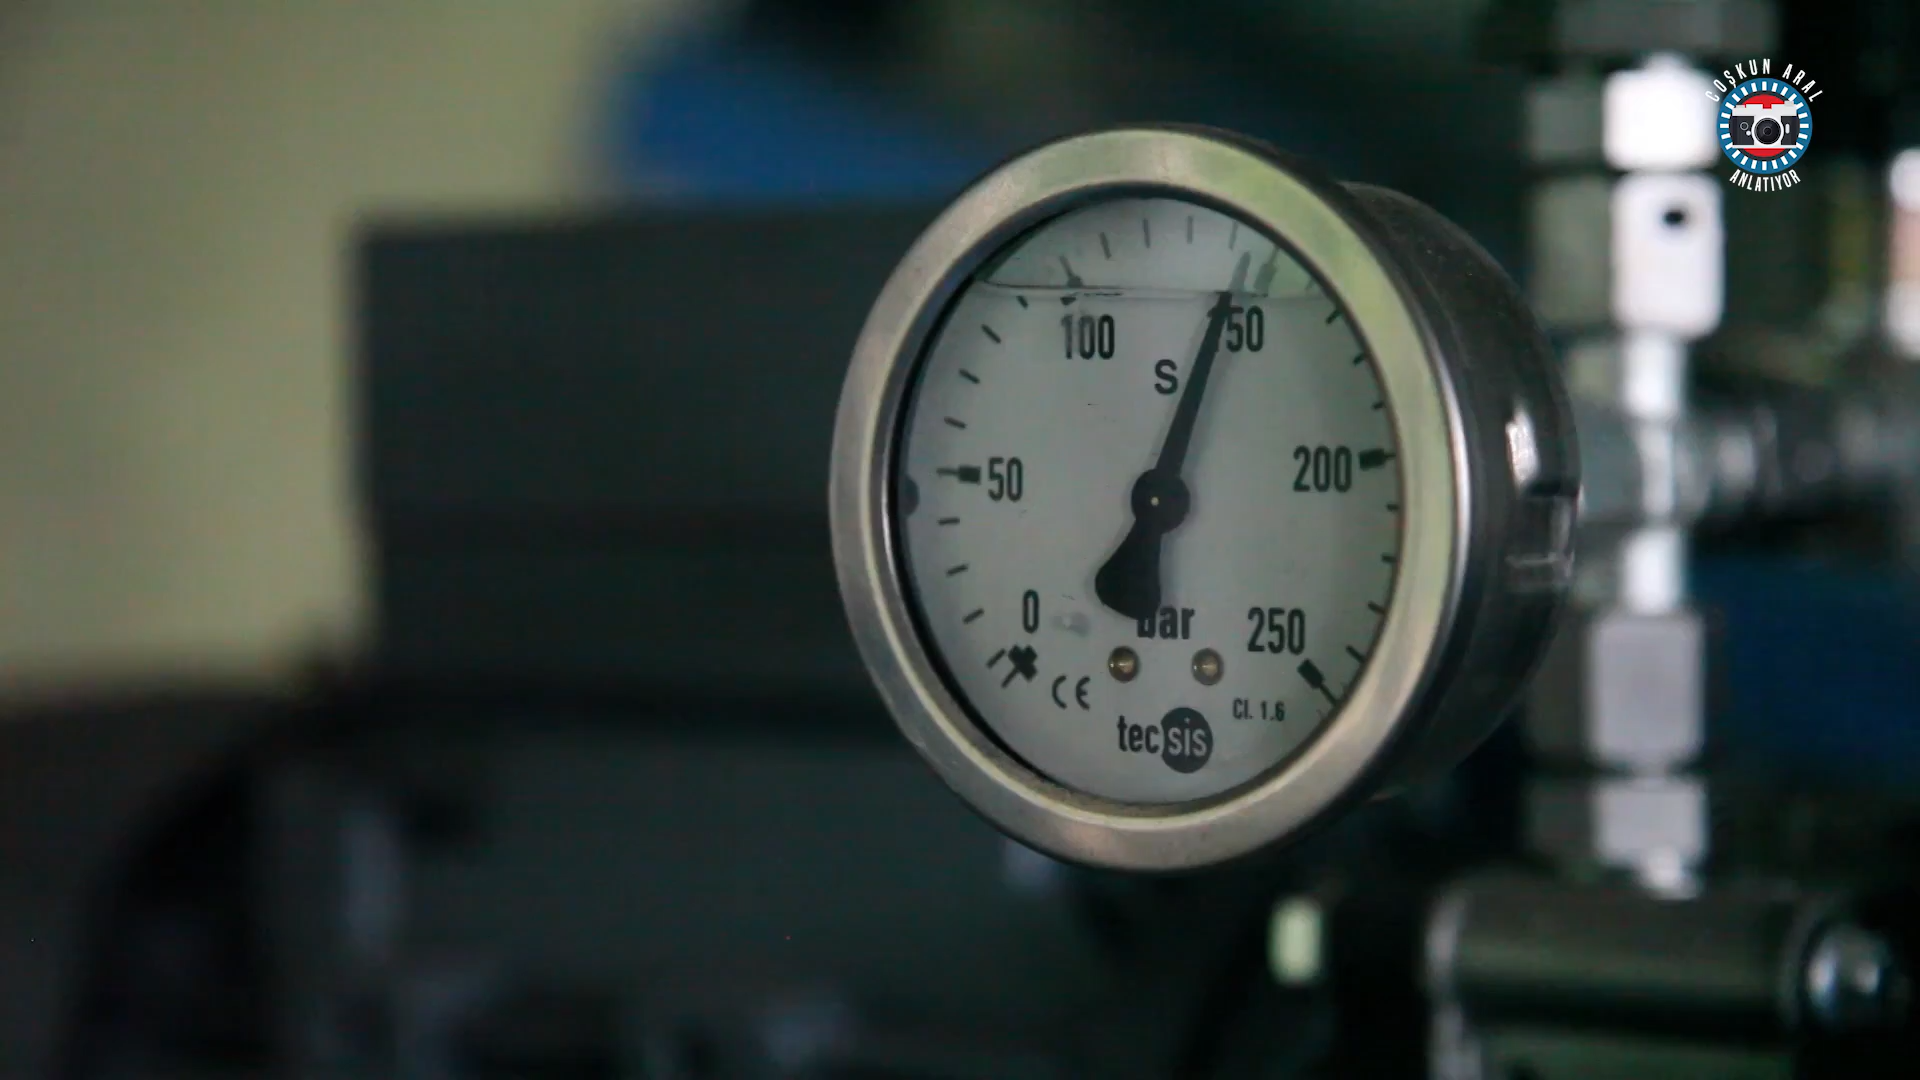 COŞKUN ARAL
ANLATIYOR
100
150
S
50
200
0
bar
250
CE
Cl. 1.6
tecsis